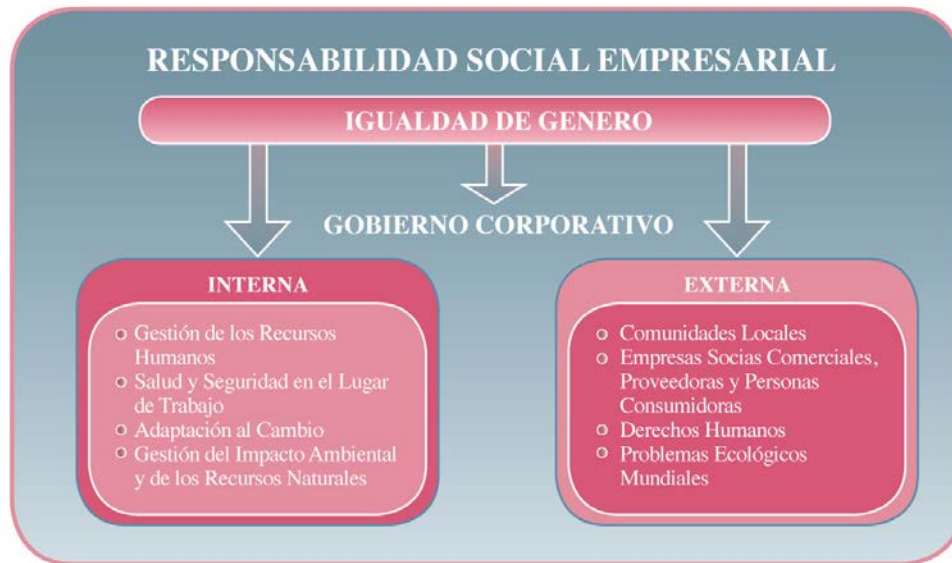 RESPONSABILIDAD SOCIAL EMPRESARIAL
IGUALDAD DE GENERO
GOBIERNO CORPORATIVO
INTERNA
Gestión de los Recursos
Humanos
Salud y Seguridad en el Lugar
de Trabajo
Adaptación al Cambio
Gestión del Impacto Ambiental
y de los Recursos Naturales
EXTERNA
Comunidades Locales
Empresas Socias Comerciales,
Proveedoras y Personas
Consumidoras
Derechos Humanos
Problemas Ecológicos
Mundiales